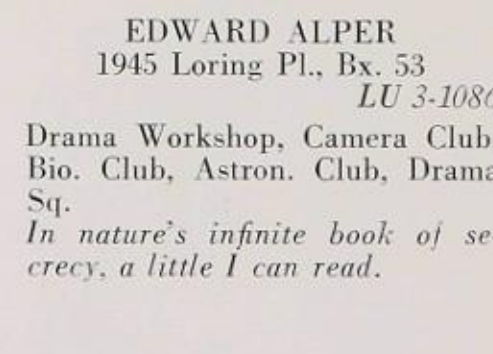 EDWARD ALPER
1945 Loring Pl., Bx. 53
LU 3-1086
Drama Workshop, Camera Club
Bio. Club, Astron. Club, Drama
Sq.
In nature's infinite book of se-
crecy, a little I can read.